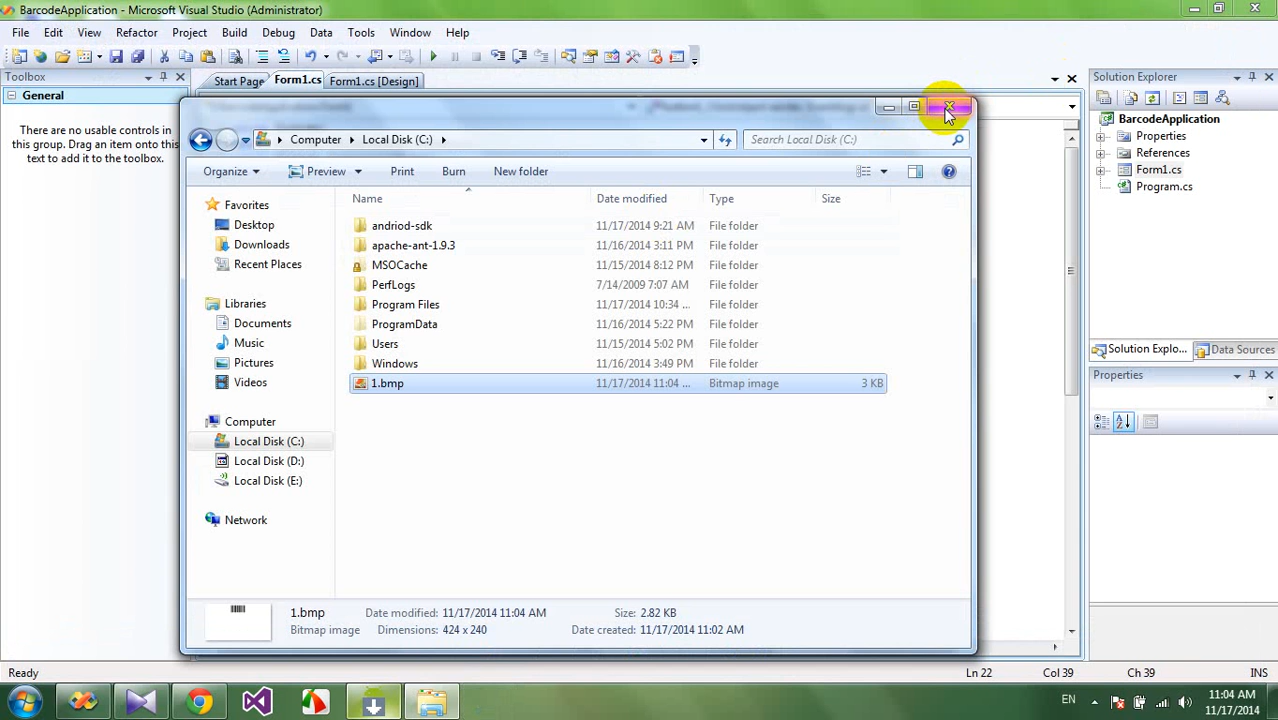 BarcodeApplication - Microsoft Visual Studio (Administrator)
File Edit View Refactor Project Build Debug Data Tools Window Help
Toolbox
Start Page Form1.cs Form1.cs [Design]
Solution Explorer
General
There are no usable controls in
this group. Drag an item onto this
text to add it to the toolbox.
BarcodeApplication
Properties
References
Form1.cs
Program.cs
Computer Local Disk (C:) Search Local Disk (C:)
Organize Preview Print Burn New folder
Name Date modified Type Size
Favorites
Desktop
Downloads
Recent Places
Libraries
Documents
Music
Pictures
Videos
Computer
Local Disk (C:)
Local Disk (D:)
Local Disk (E:)
Network
andriod-sdk 11/17/2014 9:21 AM File folder
apache-ant-1.9.3 11/16/2014 3:11 PM File folder
MSOCache 11/15/2014 8:12 PM File folder
PerfLogs 7/14/2009 7:07 AM File folder
Program Files 11/17/2014 10:34 ... File folder
ProgramData 11/16/2014 5:22 PM File folder
Users 11/15/2014 5:02 PM File folder
Windows 11/16/2014 3:49 PM File folder
1.bmp 11/17/2014 11:04 ... Bitmap image 3 KB
Solution Explo... Data Sources
Properties
1.bmp Date modified: 11/17/2014 11:04 AM Size: 2.82 KB
Bitmap image Dimensions: 424 x 240 Date created: 11/17/2014 11:02 AM
Ready Ln 22 Col 39 Ch 39 INS
EN 11:04 AM
11/17/2014